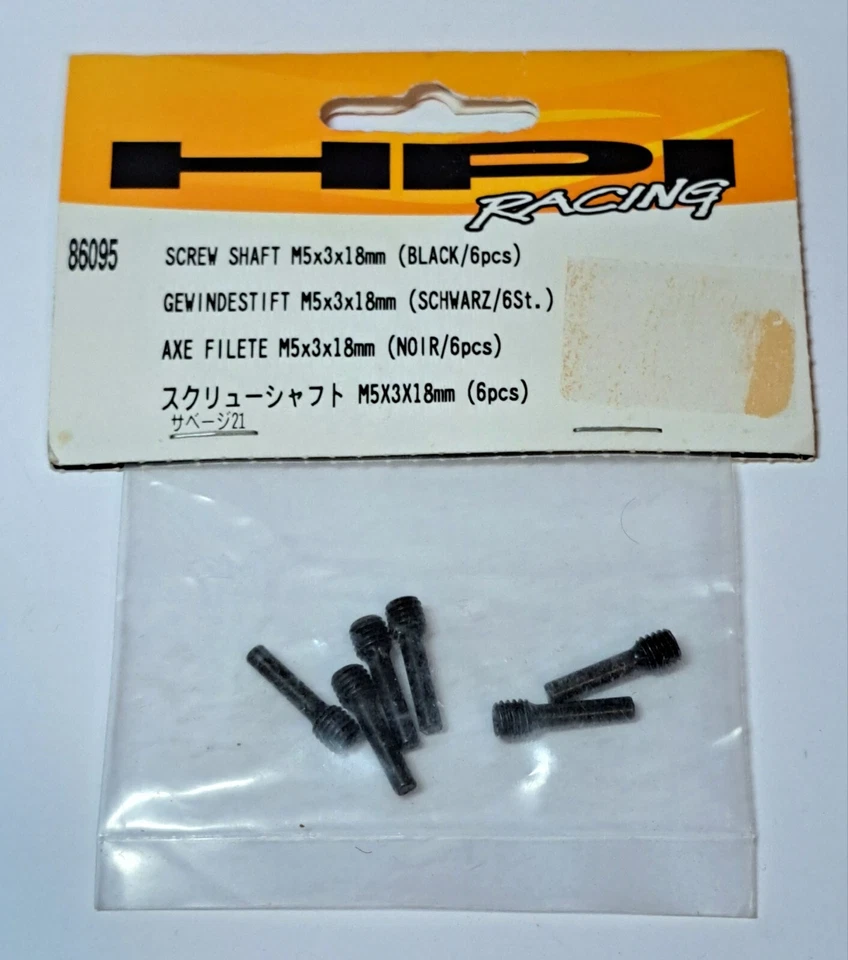 HPI
RACING
86095
SCREW SHAFT M5x3x18mm (BLACK/6pcs)
GEWINDESTIFT M5x3x18mm (SCHWARZ/6St.)
AXE FILETE M5x3x18mm (NOIR/6pcs)
スクリューシャフト M5X3X18mm (6pcs)
サベージ21